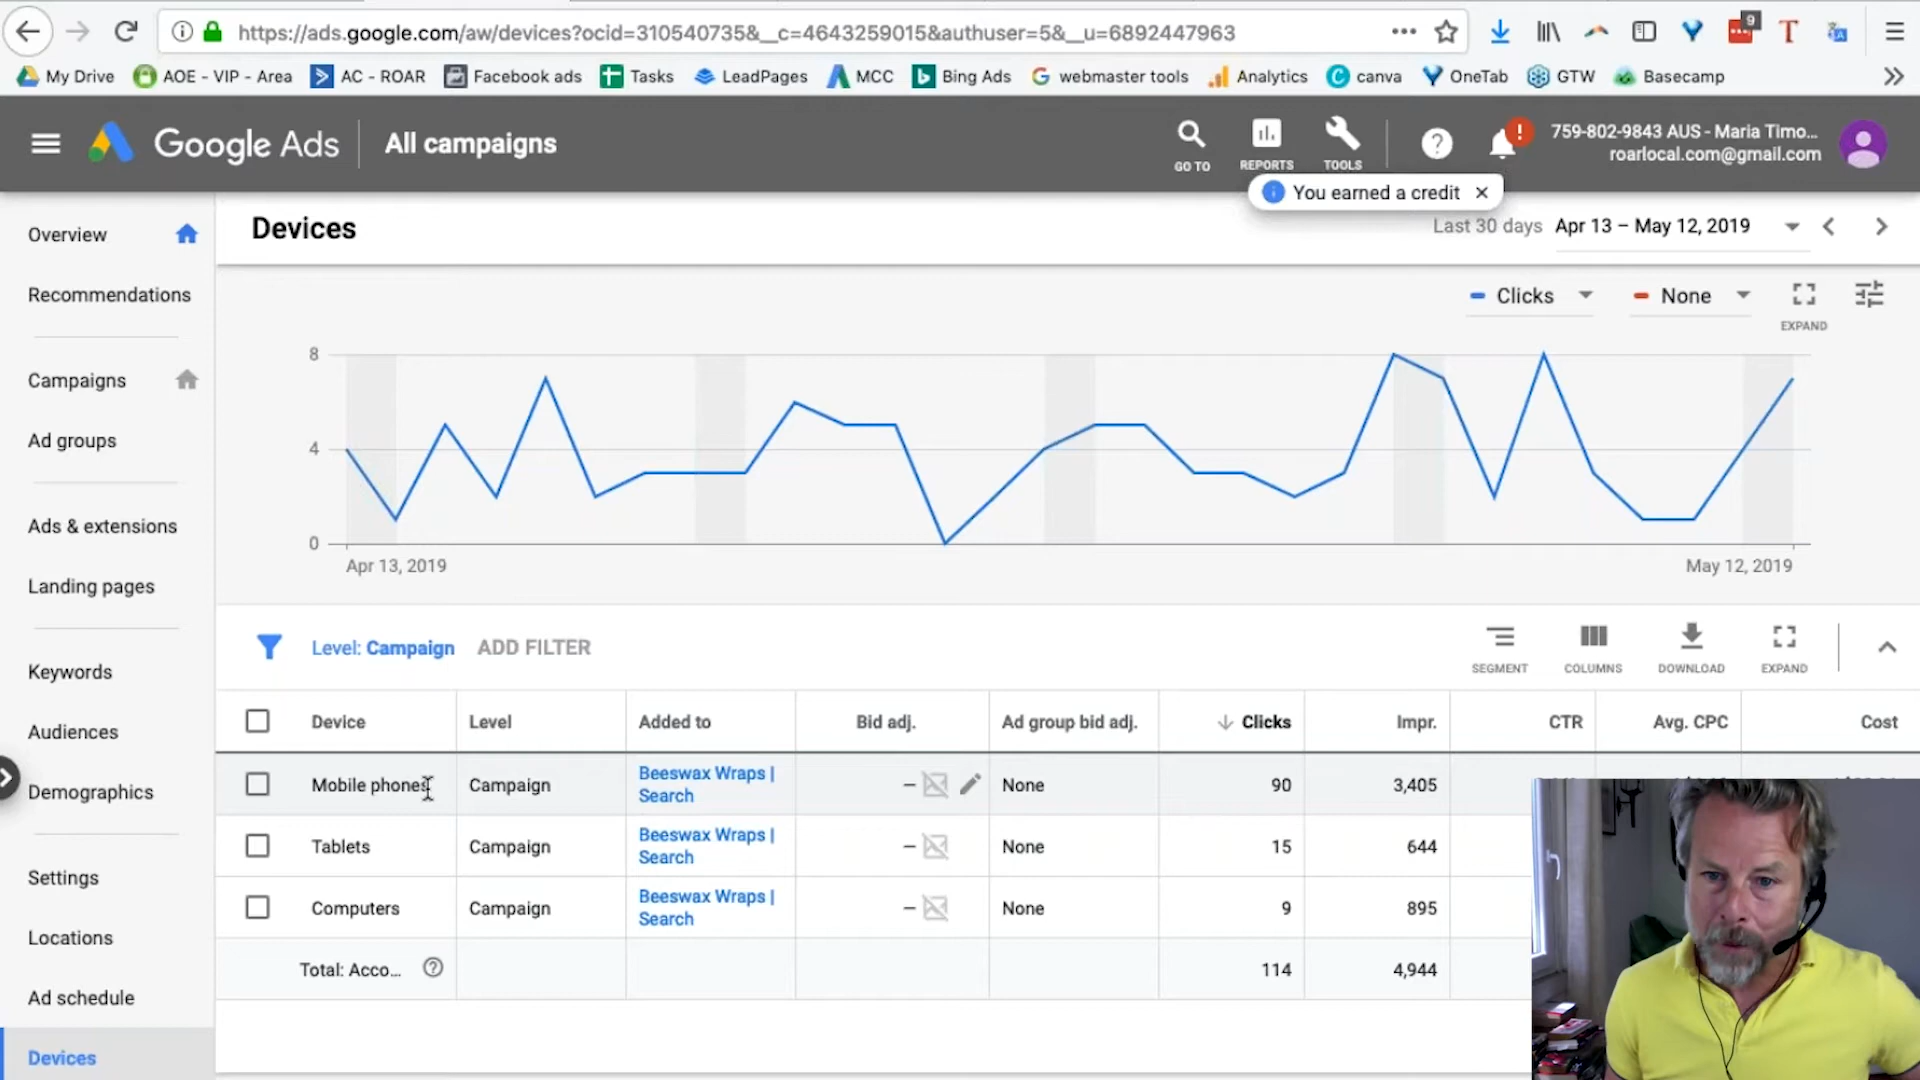 https://ads.google.com/aw/devices?ocid=310540735&__c=4643259015&authuser=5&__u=6892447963
9
T
My Drive
AOE - VIP - Area
AC - ROAR
Facebook ads
Tasks
LeadPages
MCC
Bing Ads
webmaster tools
Analytics
canva
OneTab
GTW
Basecamp
Google Ads
All campaigns
GO TO
REPORTS
TOOLS
759-802-9843 AUS - Maria Timo...
roarlocal.com@gmail.com
You earned a credit
Overview
Recommendations
Campaigns
Ad groups
Ads & extensions
Landing pages
Keywords
Audiences
Demographics
Settings
Locations
Ad schedule
Devices
Devices
Last 30 days Apr 13 – May 12, 2019
Clicks
None
EXPAND
8
4
0
Apr 13, 2019
May 12, 2019
Level: Campaign
ADD FILTER
SEGMENT
COLUMNS
DOWNLOAD
EXPAND
Device Level Added to Bid adj. Ad group bid adj. Clicks Impr. CTR Avg. CPC Cost
Mobile phones Campaign Beeswax Wraps | – None 90 3,405
Search
Tablets Campaign Beeswax Wraps | – None 15 644
Search
Computers Campaign Beeswax Wraps | – None 9 895
Search
Total: Acco... 114 4,944